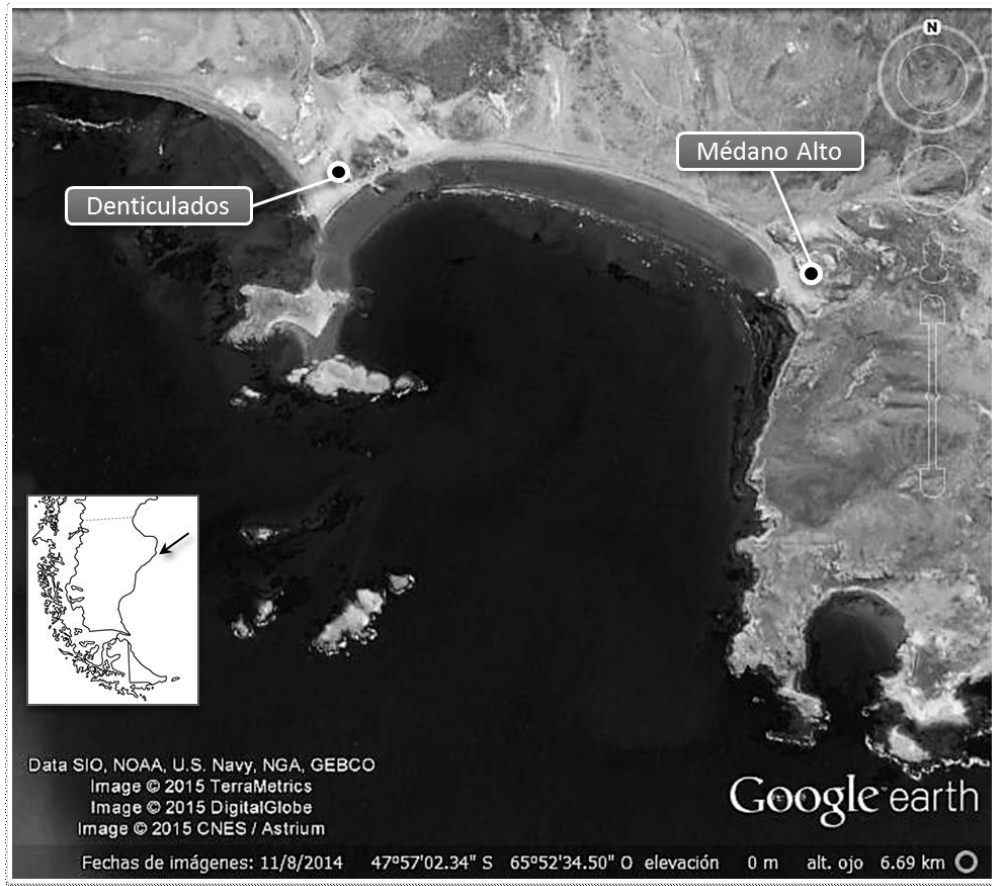 N
Médano Alto
Denticulados
Data SIO, NOAA, U.S. Navy, NGA, GEBCO
Image © 2015 TerraMetrics
Image © 2015 DigitalGlobe
Image © 2015 CNES / Astrium
Google earth
Fechas de imágenes: 11/8/2014 47°57'02.34" S 65°52'34.50" O elevación 0 m alt. ojo 6.69 km